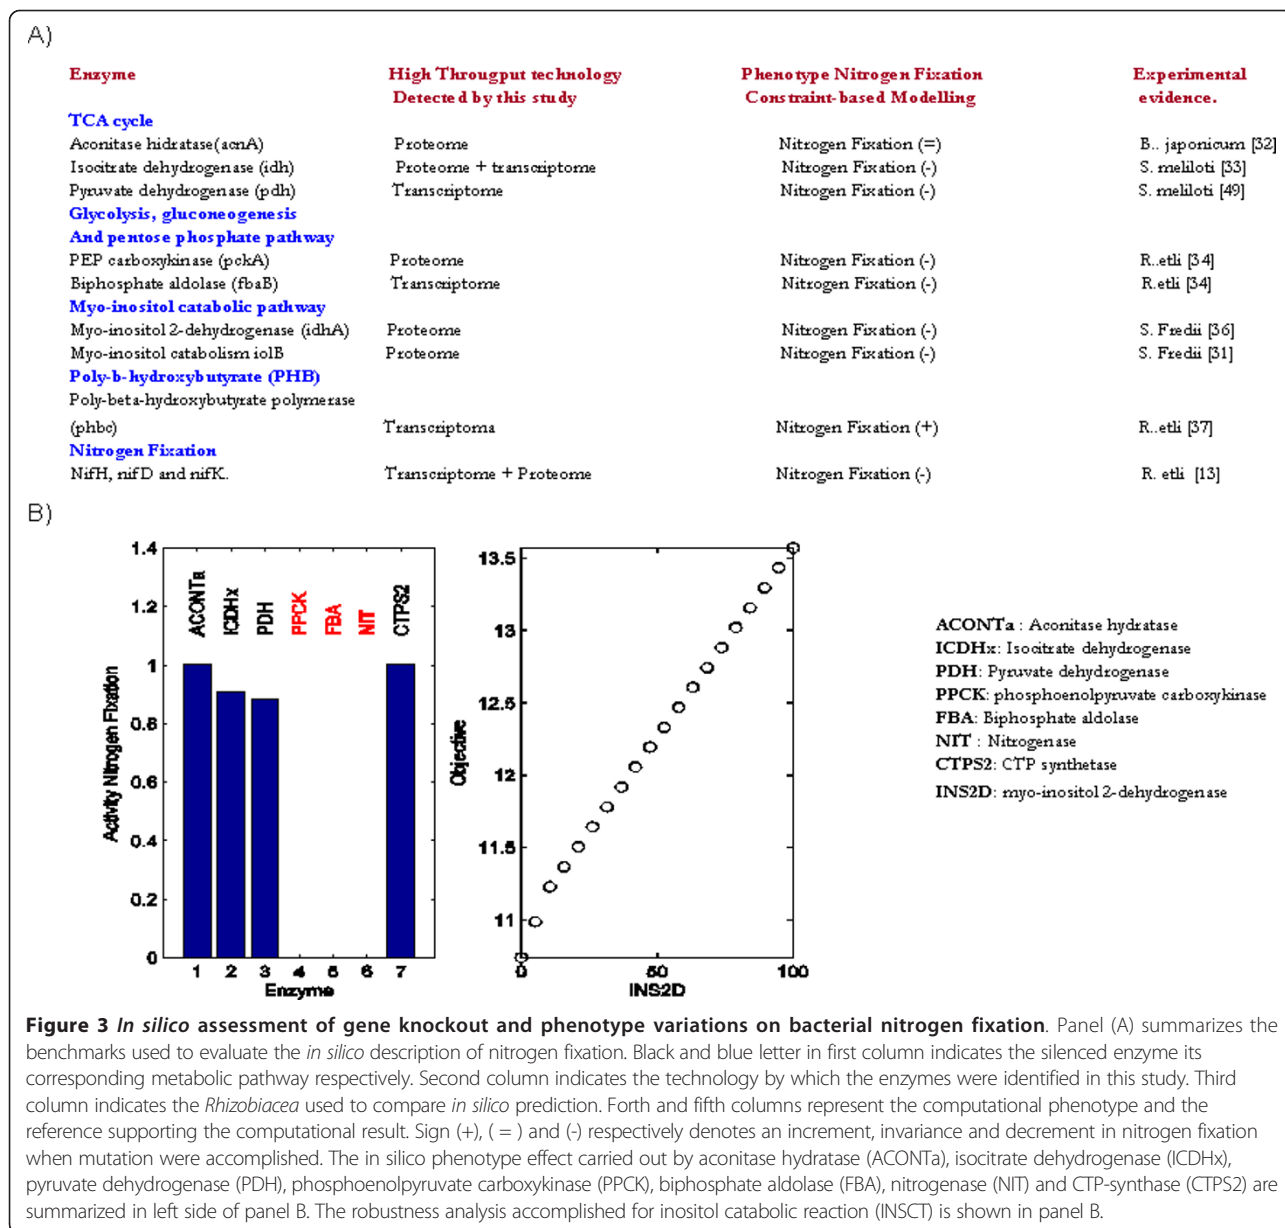 A)
Enzyme High Througput technology Phenotype Nitrogen Fixation Experimental
Detected by this study Constraint-based Modelling evidence.
TCA cycle
Aconitase hidratase(acnA) Proteome Nitrogen Fixation (=) B.. japonicum [32]
Isocitrate dehydrogenase (idh) Proteome + transcriptome Nitrogen Fixation (-) S. meliloti [33]
Pyruvate dehydrogenase (pdh) Transcriptome Nitrogen Fixation (-) S. meliloti [49]
Glycolysis, gluconeogenesis
And pentose phosphate pathway
PEP carboxykinase (pckA) Proteome Nitrogen Fixation (-) R..etli [34]
Biphosphate aldolase (fbaB) Transcriptome Nitrogen Fixation (-) R.etli [34]
Myo-inositol catabolic pathway
Myo-inositol 2-dehydrogenase (idhA) Proteome Nitrogen Fixation (-) S. Fredii [36]
Myo-inositol catabolism iolB Proteome Nitrogen Fixation (-) S. Fredii [31]
Poly-b-hydroxybutyrate (PHB)
Poly-beta-hydroxybutyrate polymerase
(phbc) Transcriptoma Nitrogen Fixation (+) R..etli [37]
Nitrogen Fixation
NifH, nifD and nifK. Transcriptome + Proteome Nitrogen Fixation (-) R. etli [13]
B)
Activity Nitrogen Fixation
1.4
1.2
1
0.8
0.6
0.4
0.2
0
ACONTa
ICDHx
PDH
PPCK
FBA
NIT
CTPS2
1 2 3 4 5 6 7
Enzyme
Objective
13.5
13
12.5
12
11.5
11
0 50 100
INS2D
ACONTa : Aconitase hydratase
ICDHx: Isocitrate dehydrogenase
PDH: Pyruvate dehydrogenase
PPCK: phosphoenolpyruvate carboxykinase
FBA: Biphosphate aldolase
NIT : Nitrogenase
CTPS2: CTP synthetase
INS2D: myo-inositol 2-dehydrogenase
Figure 3 In silico assessment of gene knockout and phenotype variations on bacterial nitrogen fixation. Panel (A) summarizes the
benchmarks used to evaluate the in silico description of nitrogen fixation. Black and blue letter in first column indicates the silenced enzyme its
corresponding metabolic pathway respectively. Second column indicates the technology by which the enzymes were identified in this study. Third
column indicates the Rhizobiacea used to compare in silico prediction. Forth and fifth columns represent the computational phenotype and the
reference supporting the computational result. Sign (+), ( = ) and (-) respectively denotes an increment, invariance and decrement in nitrogen fixation
when mutation were accomplished. The in silico phenotype effect carried out by aconitase hydratase (ACONTa), isocitrate dehydrogenase (ICDHx),
pyruvate dehydrogenase (PDH), phosphoenolpyruvate carboxykinase (PPCK), biphosphate aldolase (FBA), nitrogenase (NIT) and CTP-synthase (CTPS2) are
summarized in left side of panel B. The robustness analysis accomplished for inositol catabolic reaction (INSCT) is shown in panel B.